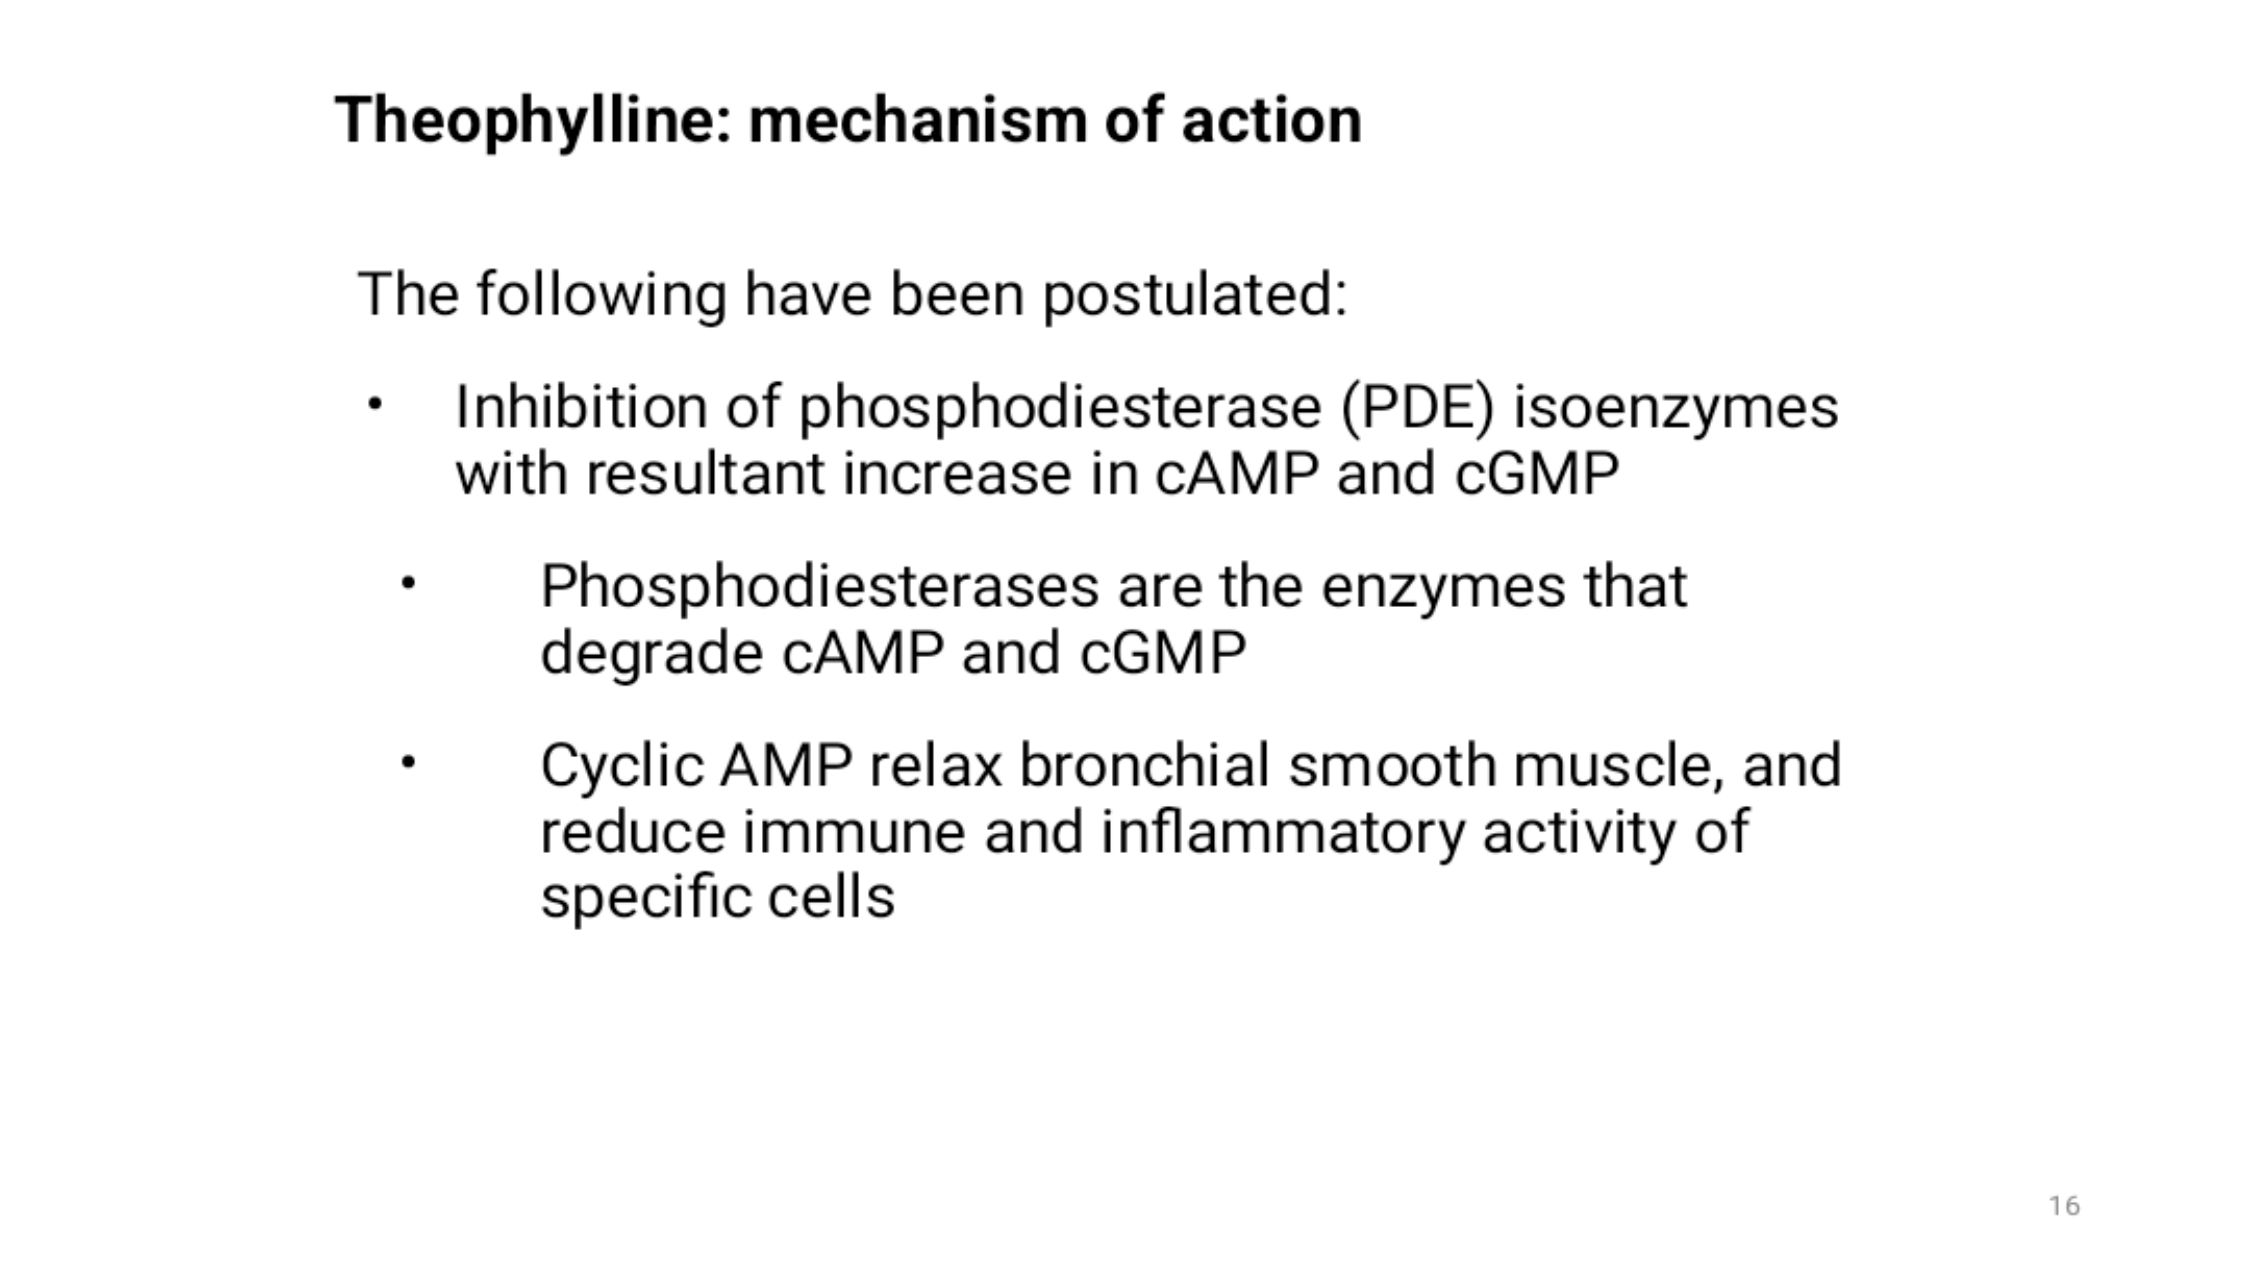 Theophylline: mechanism of action
The following have been postulated:
• Inhibition of phosphodiesterase (PDE) isoenzymes
with resultant increase in cAMP and cGMP
• Phosphodiesterases are the enzymes that
degrade cAMP and cGMP
• Cyclic AMP relax bronchial smooth muscle, and
reduce immune and inflammatory activity of
specific cells
16